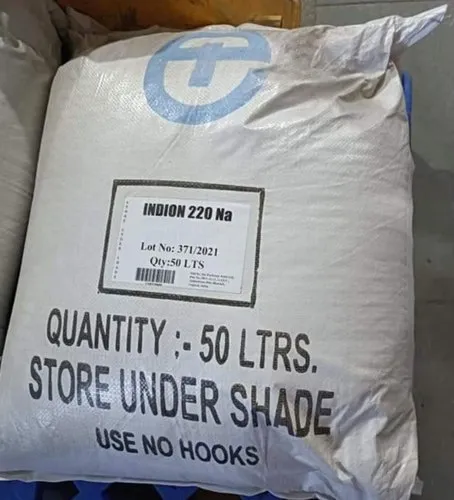 INDION 220 Na
Lot No: 371/2021
Qty:50 LTS
QUANTITY :- 50 LTRS.
STORE UNDER SHADE
USE NO HOOKS